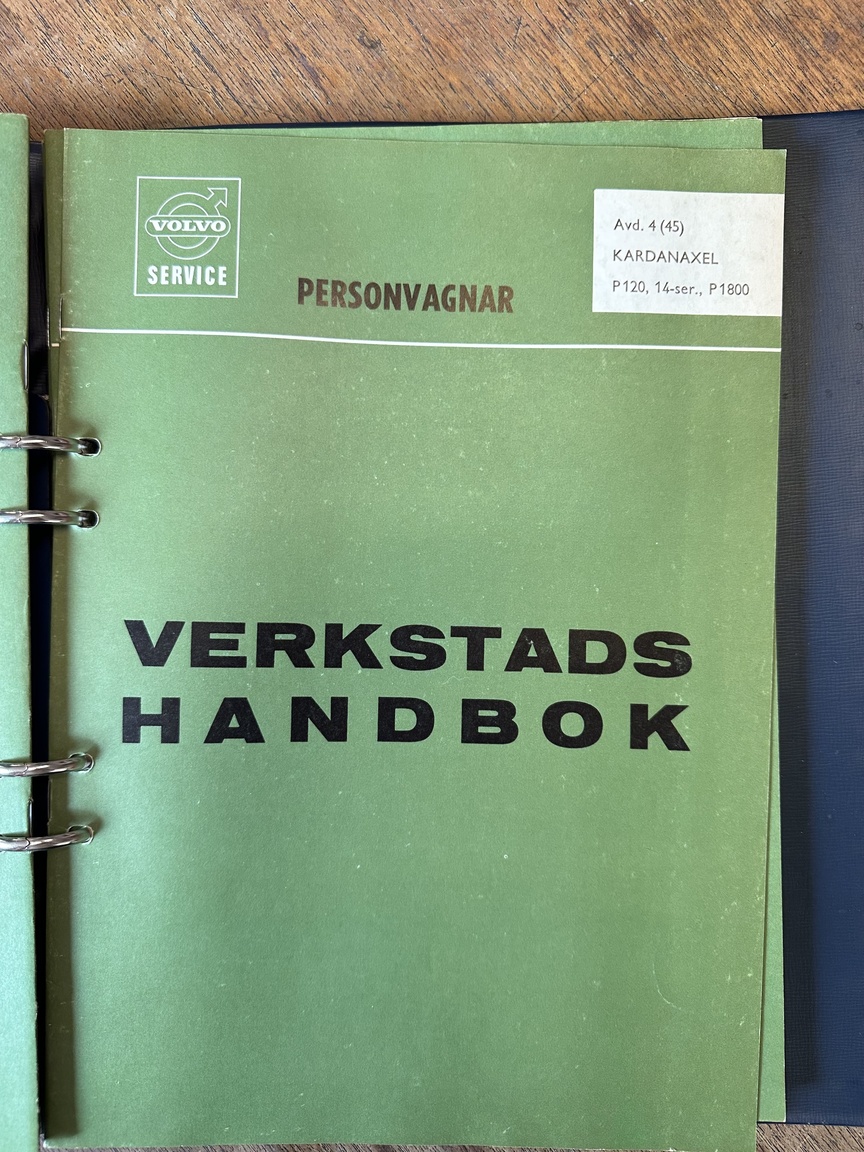 VOLVO
SERVICE
PERSONVAGNAR
Avd. 4 (45)
KARDANAXEL
P120, 14-ser., P1800
VERKSTADS
HANDBOK